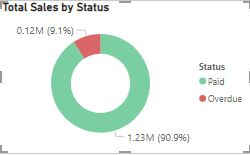 Total Sales by Status
0.12M (9.1%)
Status
Paid
Overdue
1.23M (90.9%)